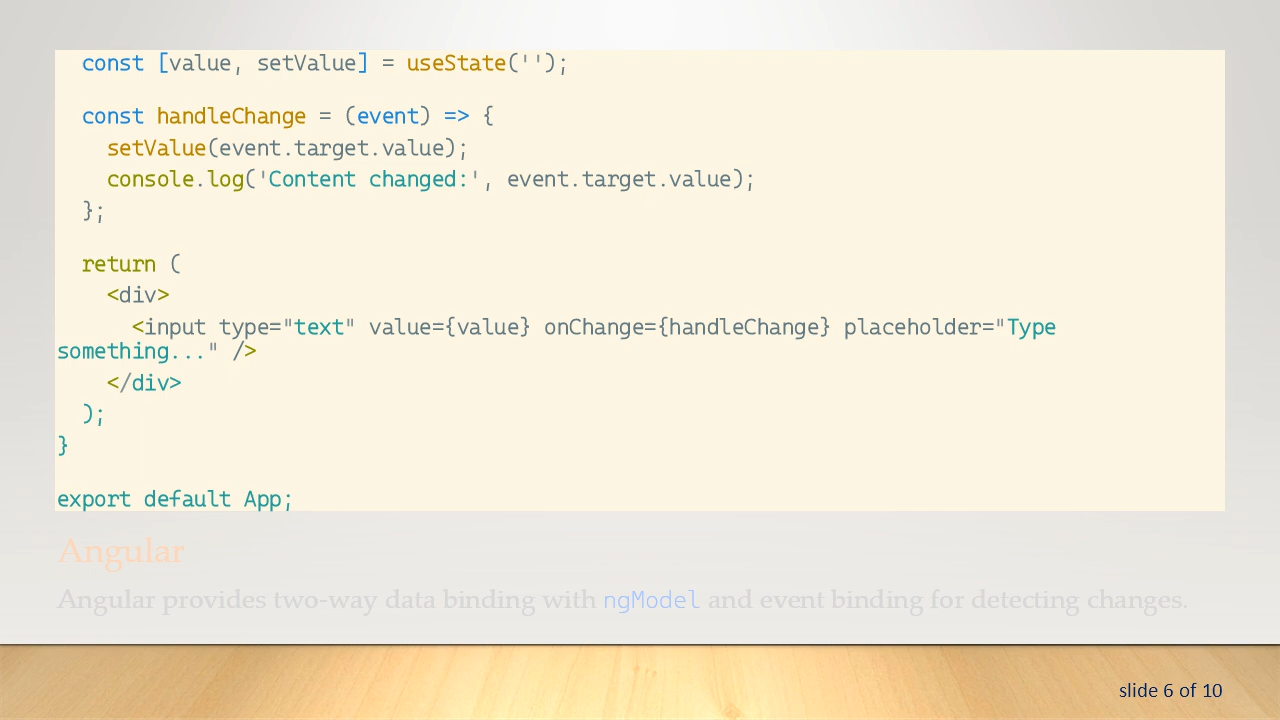 const [value, setValue] = useState('');
const handleChange = (event) => {
setValue(event.target.value);
console.log('Content changed:', event.target.value);
};
return (
<div>
<input type="text" value={value} onChange={handleChange} placeholder="Type
something..." />
</div>
);
}
export default App;
Angular
Angular provides two-way data binding with ngModel and event binding for detecting changes.
slide 6 of 10